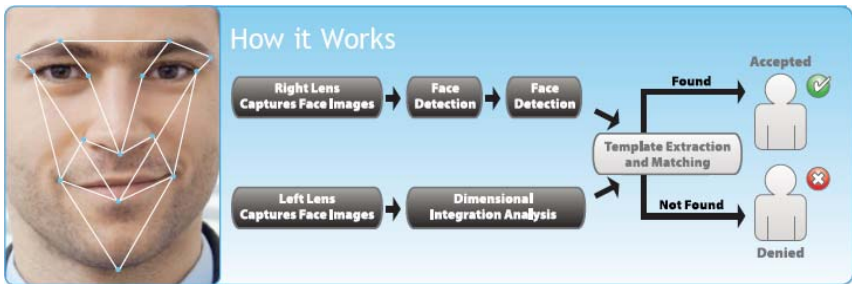 How it Works
Right Lens
Captures Face Images
Face
Detection
Face
Detection
Left Lens
Captures Face Images
Dimensional
Integration Analysis
Template Extraction
and Matching
Found
Accepted
Not Found
Denied